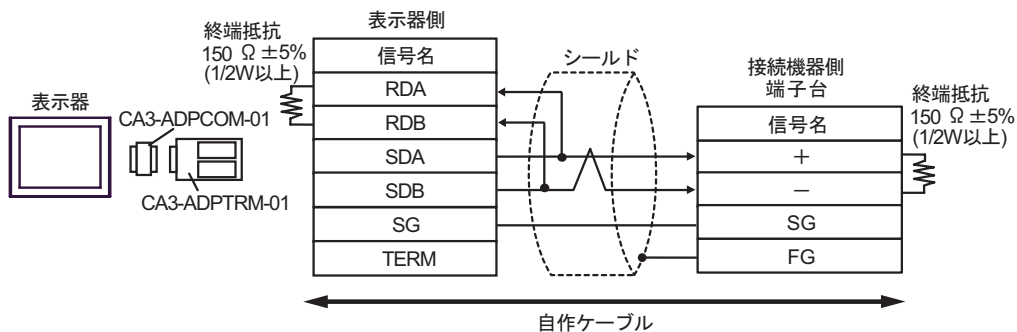 表示器
CA3-ADPCOM-01
CA3-ADPTRM-01
終端抵抗
150 Ω ±5%
(1/2W以上)
表示器側
信号名
RDA
RDB
SDA
SDB
SG
TERM
シールド
接続機器側
端子台
信号名
+
-
SG
FG
終端抵抗
150 Ω ±5%
(1/2W以上)
自作ケーブル